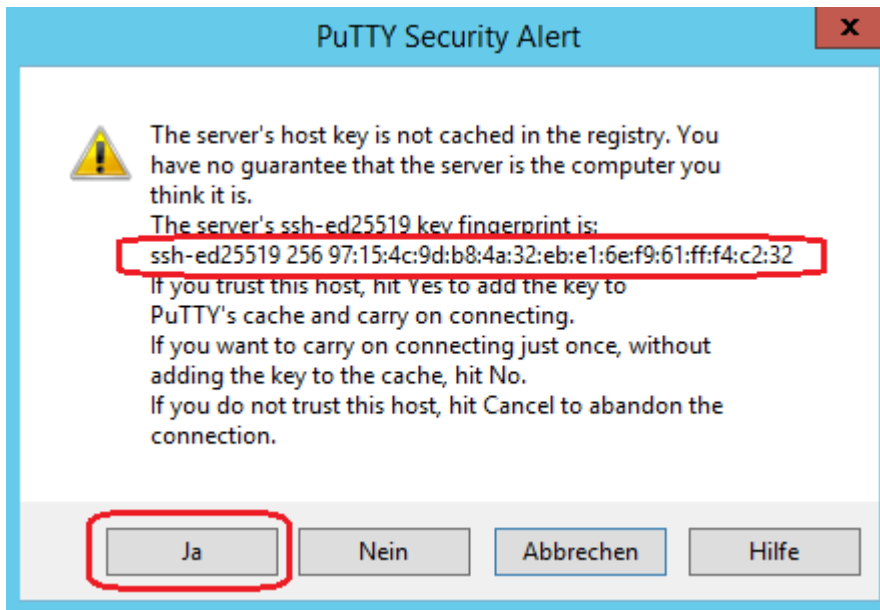 PuTTY Security Alert
x
The server's host key is not cached in the registry. You
have no guarantee that the server is the computer you
think it is.
The server's ssh-ed25519 key fingerprint is:
ssh-ed25519 256 97:15:4c:9d:b8:4a:32:eb:e1:6e:f9:61:ff:f4:c2:32
If you trust this host, hit Yes to add the key to
PuTTY's cache and carry on connecting.
If you want to carry on connecting just once, without
adding the key to the cache, hit No.
If you do not trust this host, hit Cancel to abandon the
connection.
Ja Nein Abbrechen Hilfe